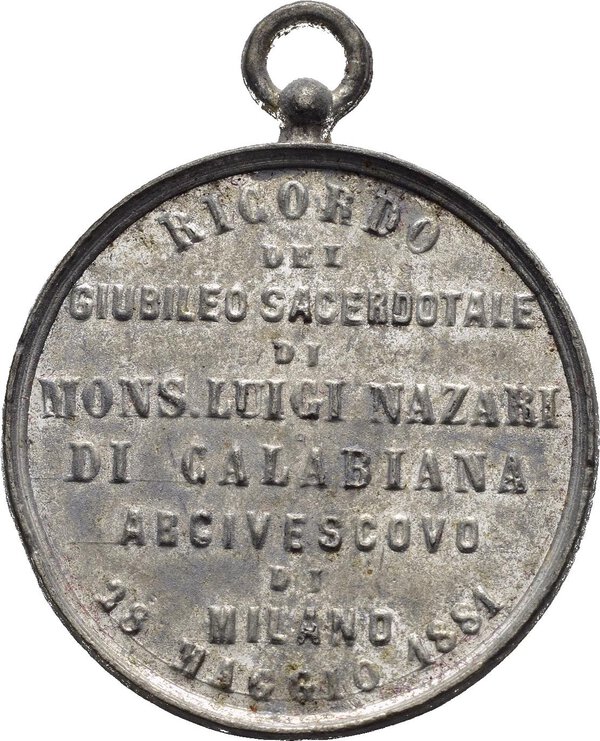 RICORDO
DEL
GIUBILEO SACERDOTALE
DI
MONS. LUIGI NAZARI
DI CALABIANA
ARCIVESCOVO
DI
MILANO
28 MAGGIO 1881